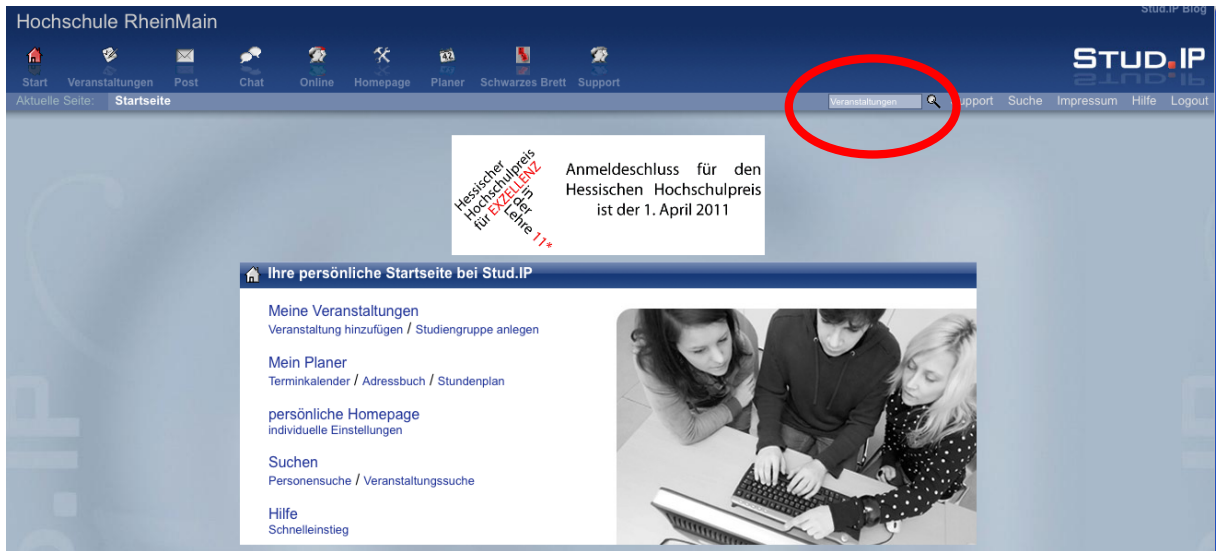 Stud.IP Blog
Hochschule RheinMain
Start Veranstaltungen Post Chat Online Homepage Planer Schwarzes Brett Support
STUD.IP
Aktuelle Seite: Startseite
Veranstaltungen Support Suche Impressum Hilfe Logout
Hessischer
Hochschulpreis
für EXZELLENZ
in
der
Lehre 11*
Anmeldeschluss für den
Hessischen Hochschulpreis
ist der 1. April 2011
Ihre persönliche Startseite bei Stud.IP
Meine Veranstaltungen
Veranstaltung hinzufügen / Studiengruppe anlegen
Mein Planer
Terminkalender / Adressbuch / Stundenplan
persönliche Homepage
individuelle Einstellungen
Suchen
Personensuche / Veranstaltungssuche
Hilfe
Schnelleinstieg